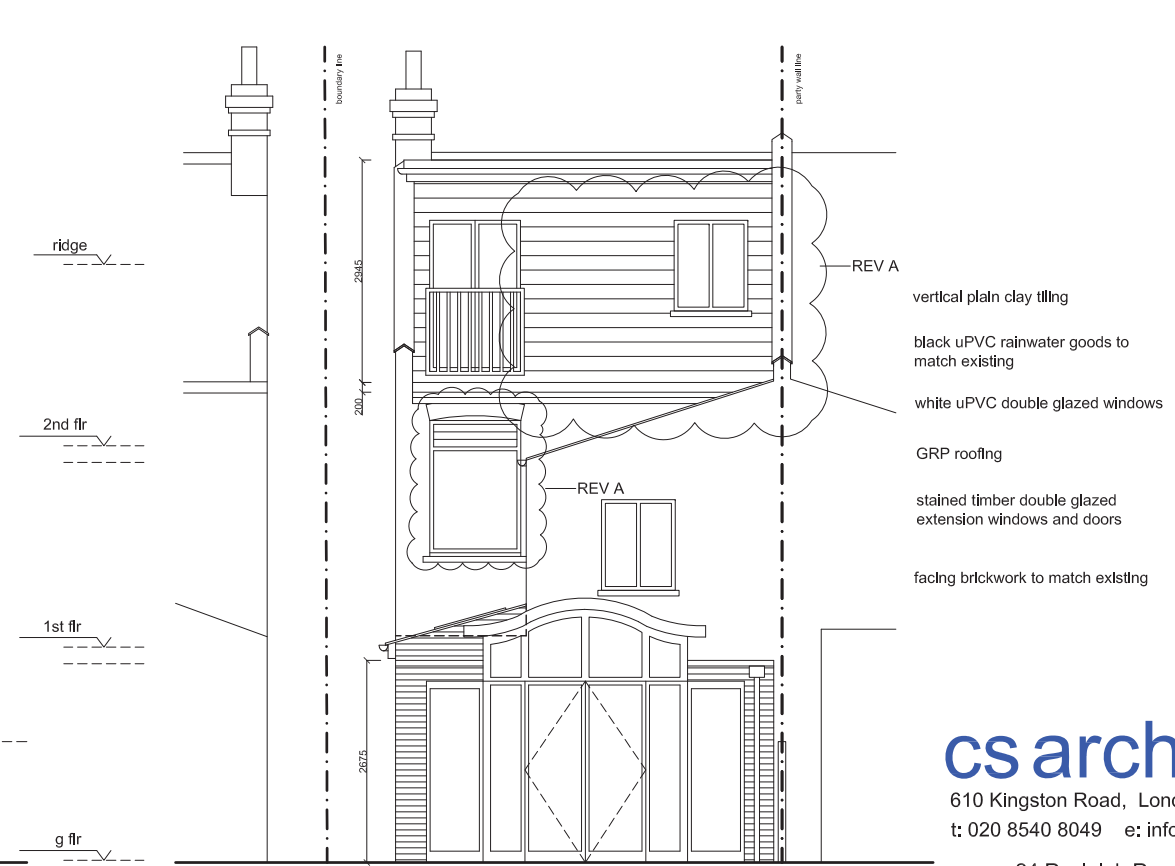 boundary line
party wall line
ridge
2945
REV A
vertical plain clay tiling
black uPVC rainwater goods to
match existing
200
white uPVC double glazed windows
2nd flr
GRP roofing
REV A
stained timber double glazed
extension windows and doors
facing brickwork to match existing
1st flr
2675
cs arch
610 Kingston Road, Lond
t: 020 8540 8049 e: info
g flr